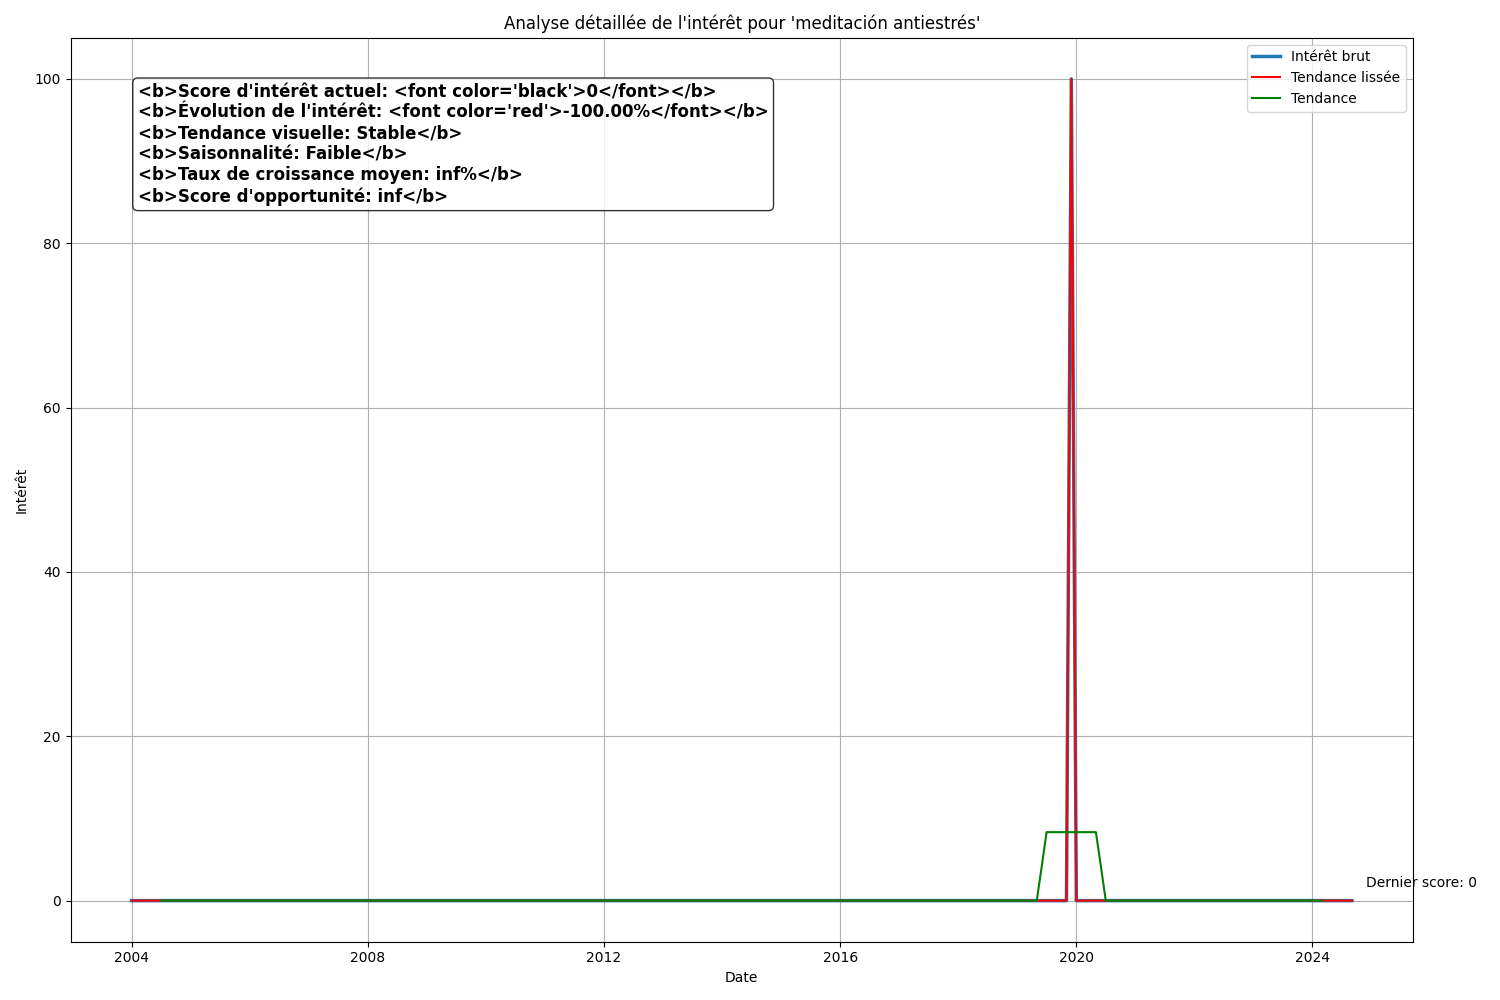 Analyse détaillée de l'intérêt pour 'meditación antiestrés'
Intérêt brut
Tendance lissée
Tendance
<b>Score d'intérêt actuel: <font color='black'>0</font></b>
<b>Évolution de l'intérêt: <font color='red'>-100.00%</font></b>
<b>Tendance visuelle: Stable</b>
<b>Saisonnalité: Faible</b>
<b>Taux de croissance moyen: inf%</b>
<b>Score d'opportunité: inf</b>
100
80
60
40
20
0
Intérêt
Dernier score: 0
2004
2008
2012
2016
2020
2024
Date